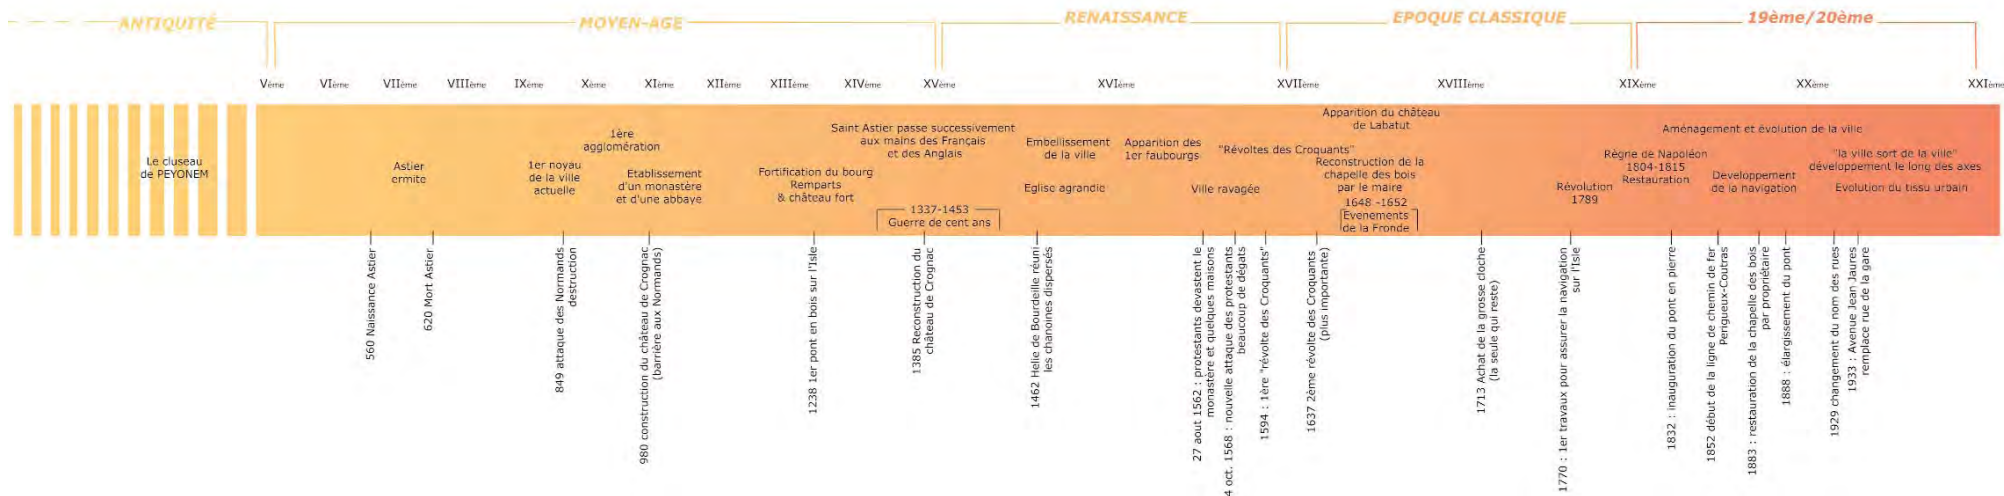 ANTIQUITÉ
MOYEN-AGE
RENAISSANCE
EPOQUE CLASSIQUE
19ème/20ème
Vème
VIème
VIIème
VIIIème
IXème
Xème
XIème
XIIème
XIIIème
XIVème
XVème
XVIème
XVIIème
XVIIIème
XIXème
XXème
XXIème
Le cluseau
de PEYONEM
Astier
ermite
1er noyau
de la ville
actuelle
1ère
agglomération
Etablissement
d'un monastère
et d'une abbaye
Fortification du bourg
Remparts
& château fort
Saint Astier passe successivement
aux mains des Français
et des Anglais
1337-1453
Guerre de cent ans
Embellissement
de la ville
Eglise agrandie
Apparition des
1er faubourgs
Ville ravagée
"Révoltes des Croquants"
Apparition du château
de Labatut
Reconstruction de la
chapelle des bois
par le maire
1648 -1652
Evenements
de la Fronde
Révolution
1789
Règne de Napoléon
1804-1815
Restauration
Aménagement et évolution de la ville
Développement
de la navigation
"la ville sort de la ville"
développement le long des axes
Evolution du tissu urbain
560 Naissance Astier
620 Mort Astier
849 attaque des Normands
destruction
980 construction du château de Crognac
(barrière aux Normands)
1238 1er pont en bois sur l'Isle
1385 Reconstruction du
château de Crognac
1462 Helie de Bourdeille réuni
les chanoines dispersés
27 aout 1562 : protestants devastent le
monastère et quelques maisons
4 oct. 1568 : nouvelle attaque des protestants
beaucoup de dégats
1594 : 1ère "révolte des Croquants"
1637 2ème révolte des Croquants
(plus importante)
1713 Achat de la grosse cloche
(la seule qui reste)
1770 : 1er travaux pour assurer la navigation
sur l'Isle
1832 : inauguration du pont en pierre
1852 début de la ligne de chemin de fer
Perigueux-Coutras
1883 : restauration de la chapelle des bois
par propriétaire
1888 : élargissement du pont
1929 changement du nom des rues
1933 : Avenue Jean Jaures
remplace rue de la gare